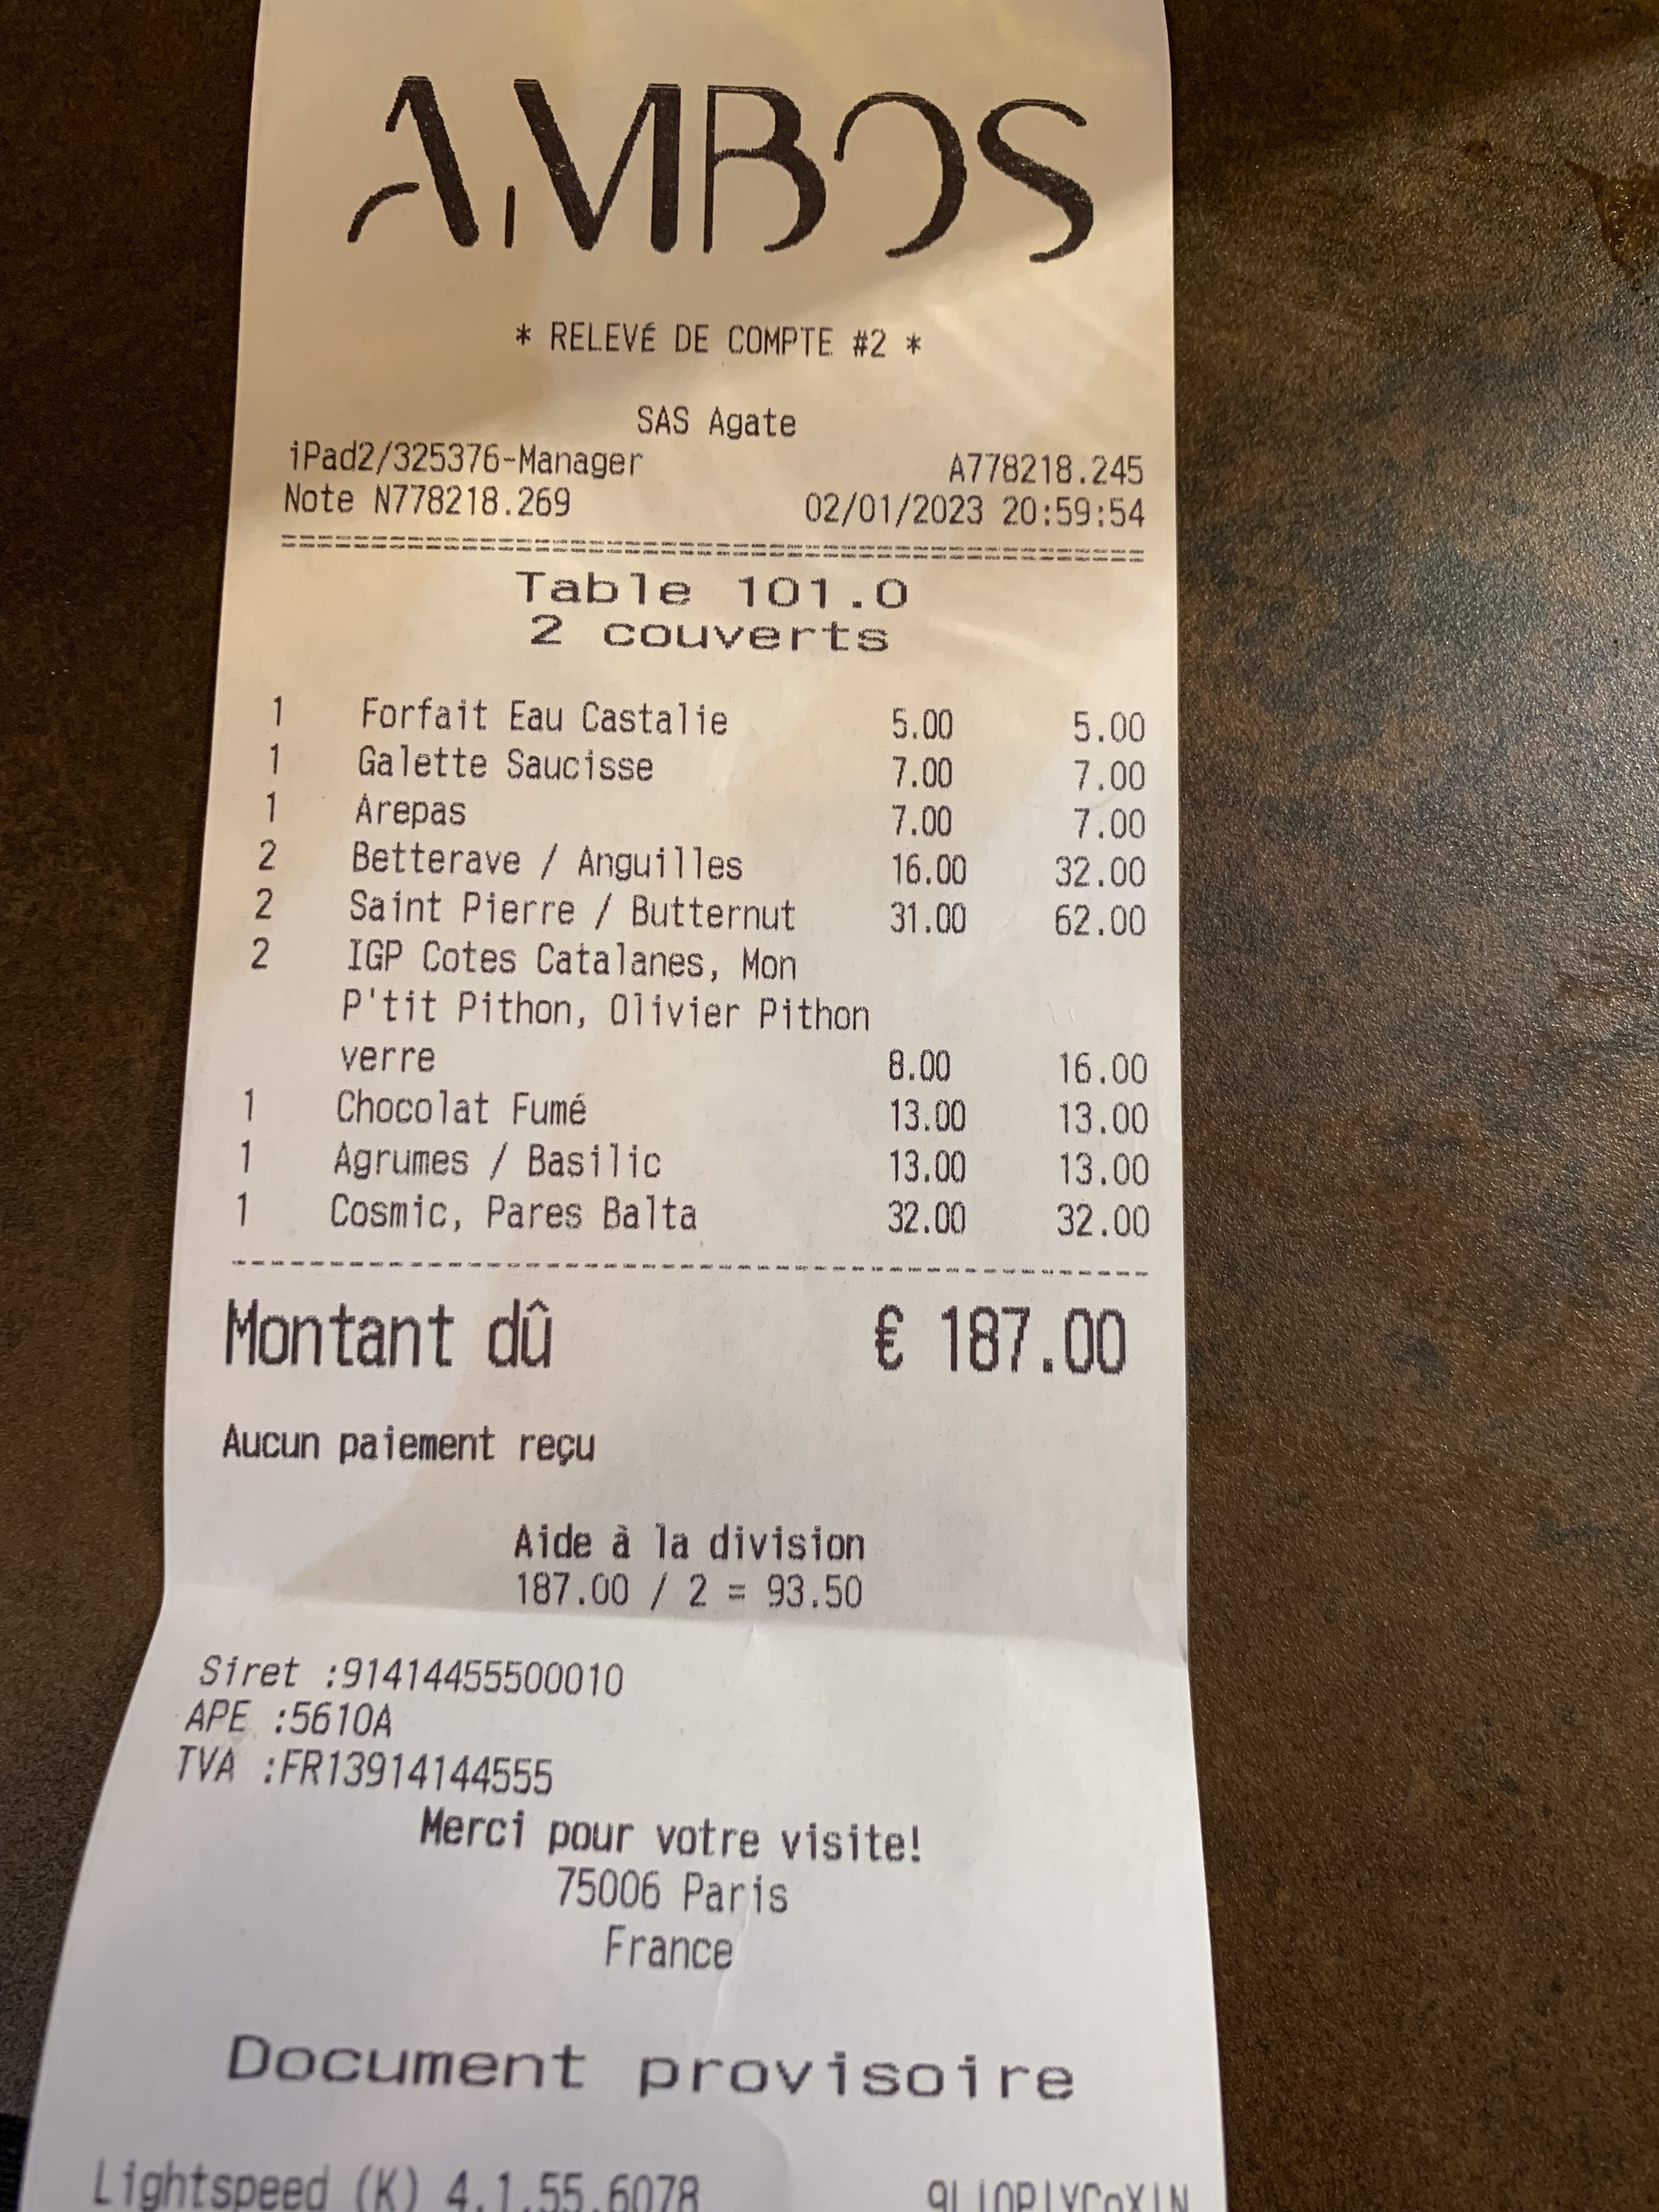 AMBOS
* RELEVÉ DE COMPTE #2 *
SAS Agate
iPad2/325376-Manager A778218.245
Note N778218.269 02/01/2023 20:59:54
Table 101.0
2 couverts
1 Forfait Eau Castalie 5.00 5.00
1 Galette Saucisse 7.00 7.00
1 Arepas 7.00 7.00
2 Betterave / Anguilles 16.00 32.00
2 Saint Pierre / Butternut 31.00 62.00
2 IGP Cotes Catalanes, Mon
P'tit Pithon, Olivier Pithon
verre 8.00 16.00
1 Chocolat Fumé 13.00 13.00
1 Agrumes / Basilic 13.00 13.00
1 Cosmic, Pares Balta 32.00 32.00
Montant dû € 187.00
Aucun paiement reçu
Aide à la division
187.00 / 2 = 93.50
Siret :91414455500010
APE :5610A
TVA :FR13914144555
Merci pour votre visite!
75006 Paris
France
Document provisoire
Lightspeed (K) 4.1.55.6078